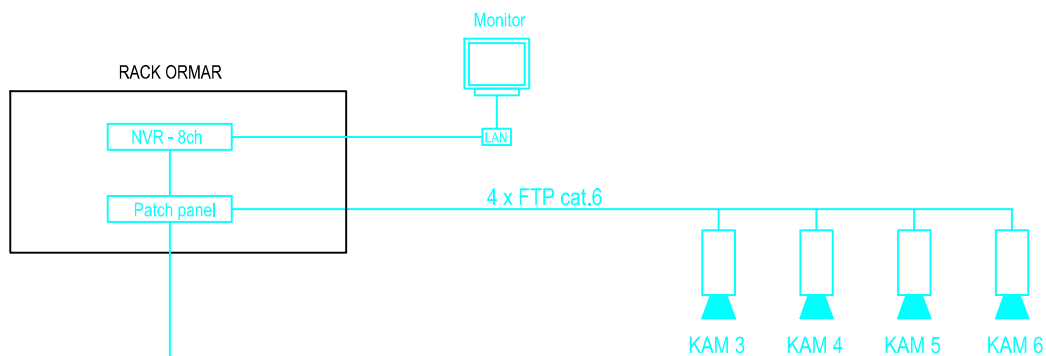 Monitor
RACK ORMAR
NVR - 8ch
LAN
Patch panel
4 x FTP cat.6
KAM 3
KAM 4
KAM 5
KAM 6